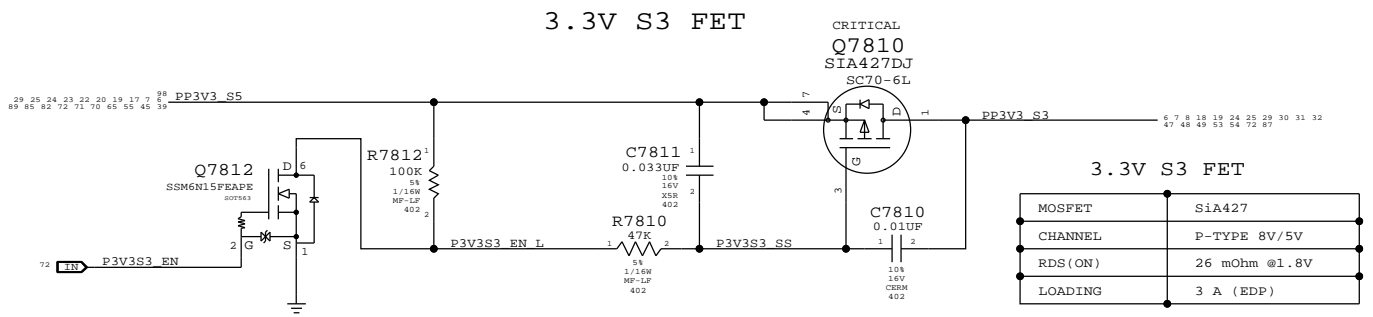 3.3V S3 FET
CRITICAL
Q7810
SIA427DJ
SC70-6L
98
29 25 24 23 22 20 19 17 7 6
89 85 82 72 71 70 65 55 45 39
PP3V3_S5
7
4
S
D
1
G
3
PP3V3_S3
6 7 8 18 19 24 25 29 30 31 32
47 48 49 53 54 72 87
Q7812
SSM6N15FEAPE
SOT563
D 6
2 G
S
1
R7812
1
100K
5%
1/16W
MF-LF
402
2
C7811
1
0.033UF
10%
16V
X5R
402
2
R7810
47K
1
2
5%
1/16W
MF-LF
402
C7810
0.01UF
1
2
10%
16V
CERM
402
P3V3S3_EN_L
P3V3S3_SS
72 IN P3V3S3_EN
3.3V S3 FET
MOSFET SiA427
CHANNEL P-TYPE 8V/5V
RDS(ON) 26 mOhm @1.8V
LOADING 3 A (EDP)